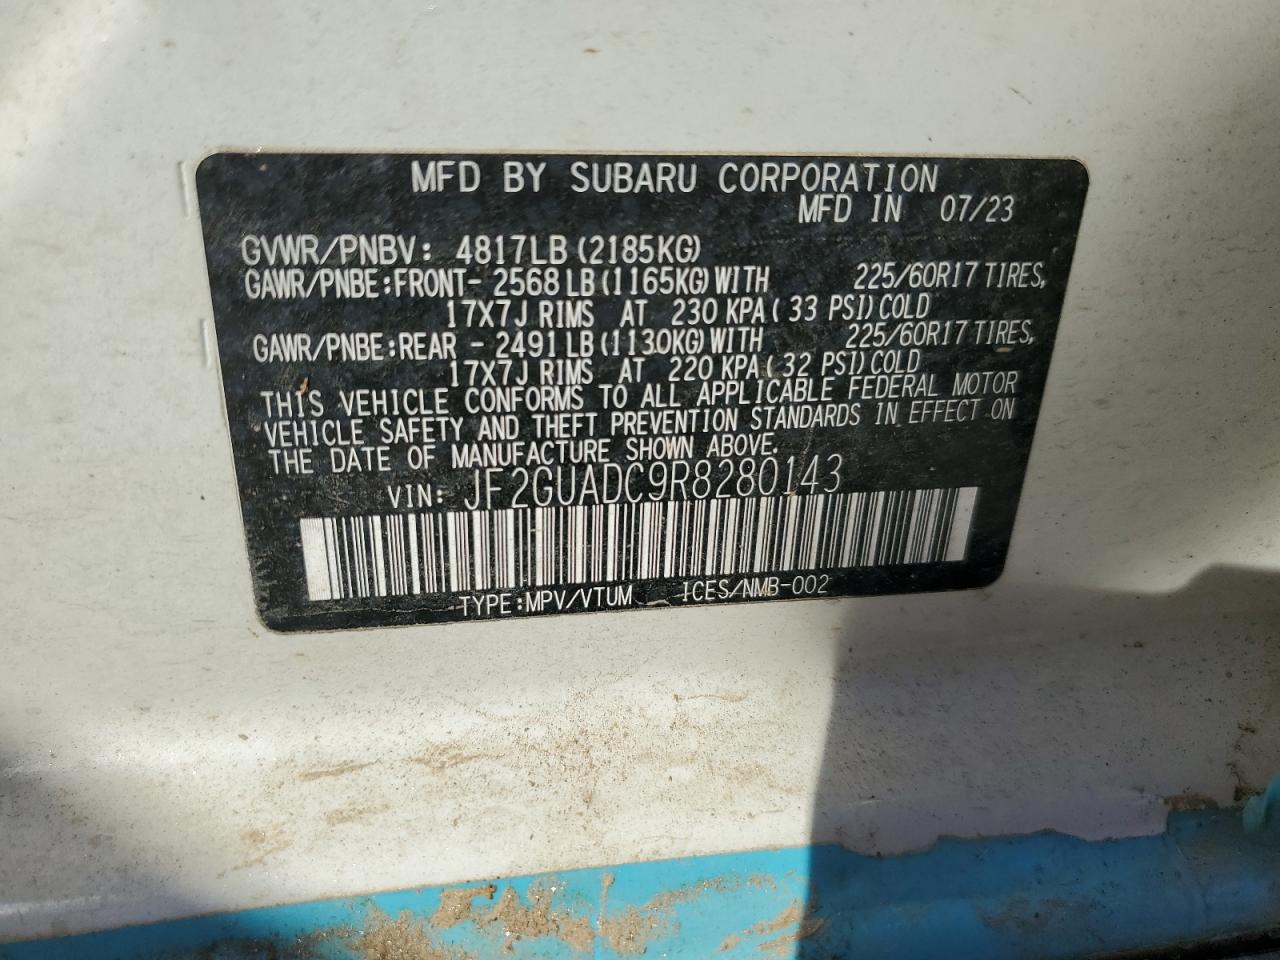 MFD BY SUBARU CORPORATION
MFD IN 07/23
GVWR/PNBV: 4817LB (2185KG)
GAWR/PNBE:FRONT- 2568 LB (1165KG) WITH 225/60R17 TIRES,
17X7J RIMS AT 230 KPA ( 33 PSI) COLD
GAWR/PNBE:REAR - 2491 LB (1130KG) WITH 225/60R17 TIRES,
17X7J RIMS AT 220 KPA ( 32 PSI) COLD
THIS VEHICLE CONFORMS TO ALL APPLICABLE FEDERAL MOTOR
VEHICLE SAFETY AND THEFT PREVENTION STANDARDS IN EFFECT ON
THE DATE OF MANUFACTURE SHOWN ABOVE.
VIN: JF2GUADC9R8280143
TYPE:MPV/VTUM ICES/NMB-002